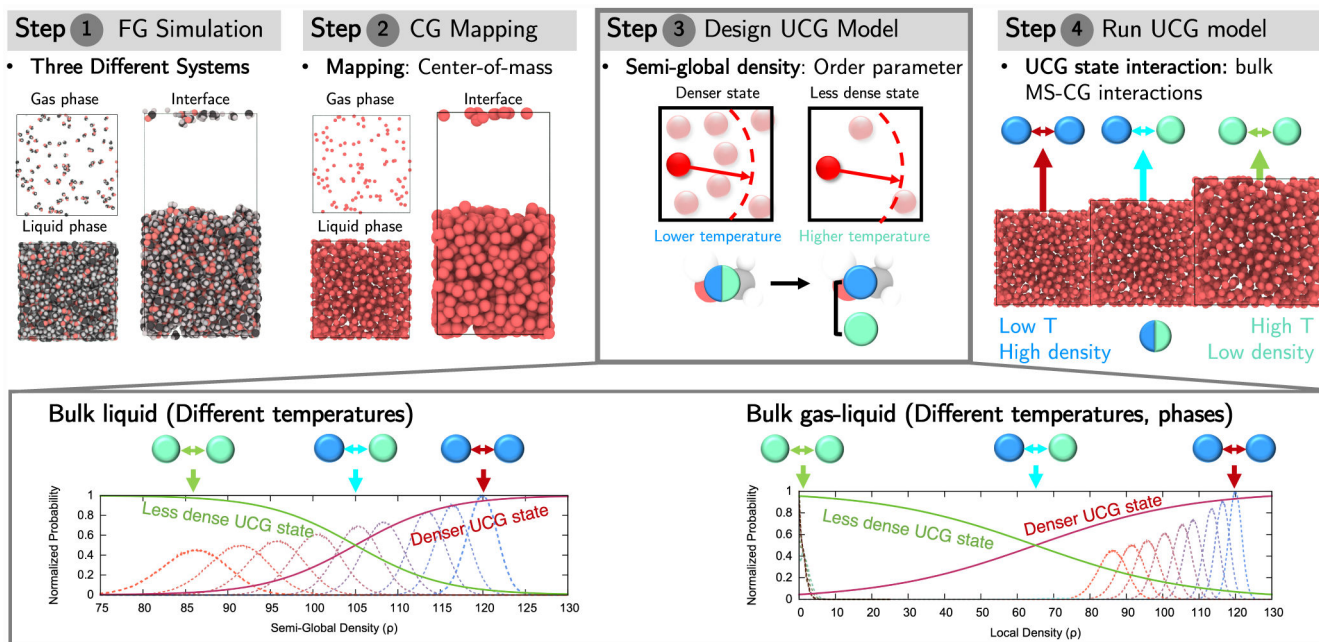 Step 1 FG Simulation
• Three Different Systems
Gas phase
Interface
Liquid phase
Step 2 CG Mapping
• Mapping: Center-of-mass
Gas phase
Interface
Liquid phase
Step 3 Design UCG Model
• Semi-global density: Order parameter
Denser state
Less dense state
Lower temperature
Higher temperature
Step 4 Run UCG model
• UCG state interaction: bulk
MS-CG interactions
Low T
High density
High T
Low density
Bulk liquid (Different temperatures)
Normalized Probability
1
0.8
0.6
0.4
0.2
0
Less dense UCG state
Denser UCG state
75 80 85 90 95 100 105 110 115 120 125 130
Semi-Global Density (ρ)
Bulk gas-liquid (Different temperatures, phases)
Normalized Probability
1
0.8
0.6
0.4
0.2
0
Less dense UCG state
Denser UCG state
0 10 20 30 40 50 60 70 80 90 100 110 120 130
Local Density (ρ)